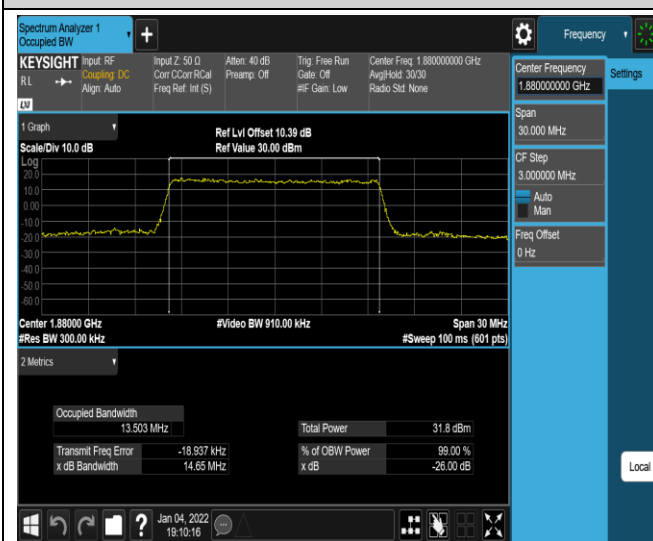 Spectrum Analyzer 1
Occupied BW
Frequency
KEYSIGHT
RL
Input: RF
Coupling: DC
Align: Auto
Input Z: 50 Ω
Corr CCorr RCal
Freq Ref: Int (S)
Atten: 40 dB
Preamp: Off
Trig: Free Run
Gate: Off
#IF Gain: Low
Center Freq: 1.880000000 GHz
Avg|Hold: 30/30
Radio Std: None
Center Frequency
1.880000000 GHz
Settings
Span
30.000 MHz
CF Step
3.000000 MHz
Auto
Man
Freq Offset
0 Hz
1 Graph
Scale/Div 10.0 dB
Ref Lvl Offset 10.39 dB
Ref Value 30.00 dBm
Log
20.0
10.0
0.00
-10.0
-20.0
-30.0
-40.0
-50.0
-60.0
Center 1.88000 GHz
#Video BW 910.00 kHz
Span 30 MHz
#Res BW 300.00 kHz
#Sweep 100 ms (601 pts)
2 Metrics
Occupied Bandwidth
13.503 MHz
Total Power
31.8 dBm
Transmit Freq Error
-18.937 kHz
% of OBW Power
99.00 %
x dB Bandwidth
14.65 MHz
x dB
-26.00 dB
Local
?
Jan 04, 2022
19:10:16